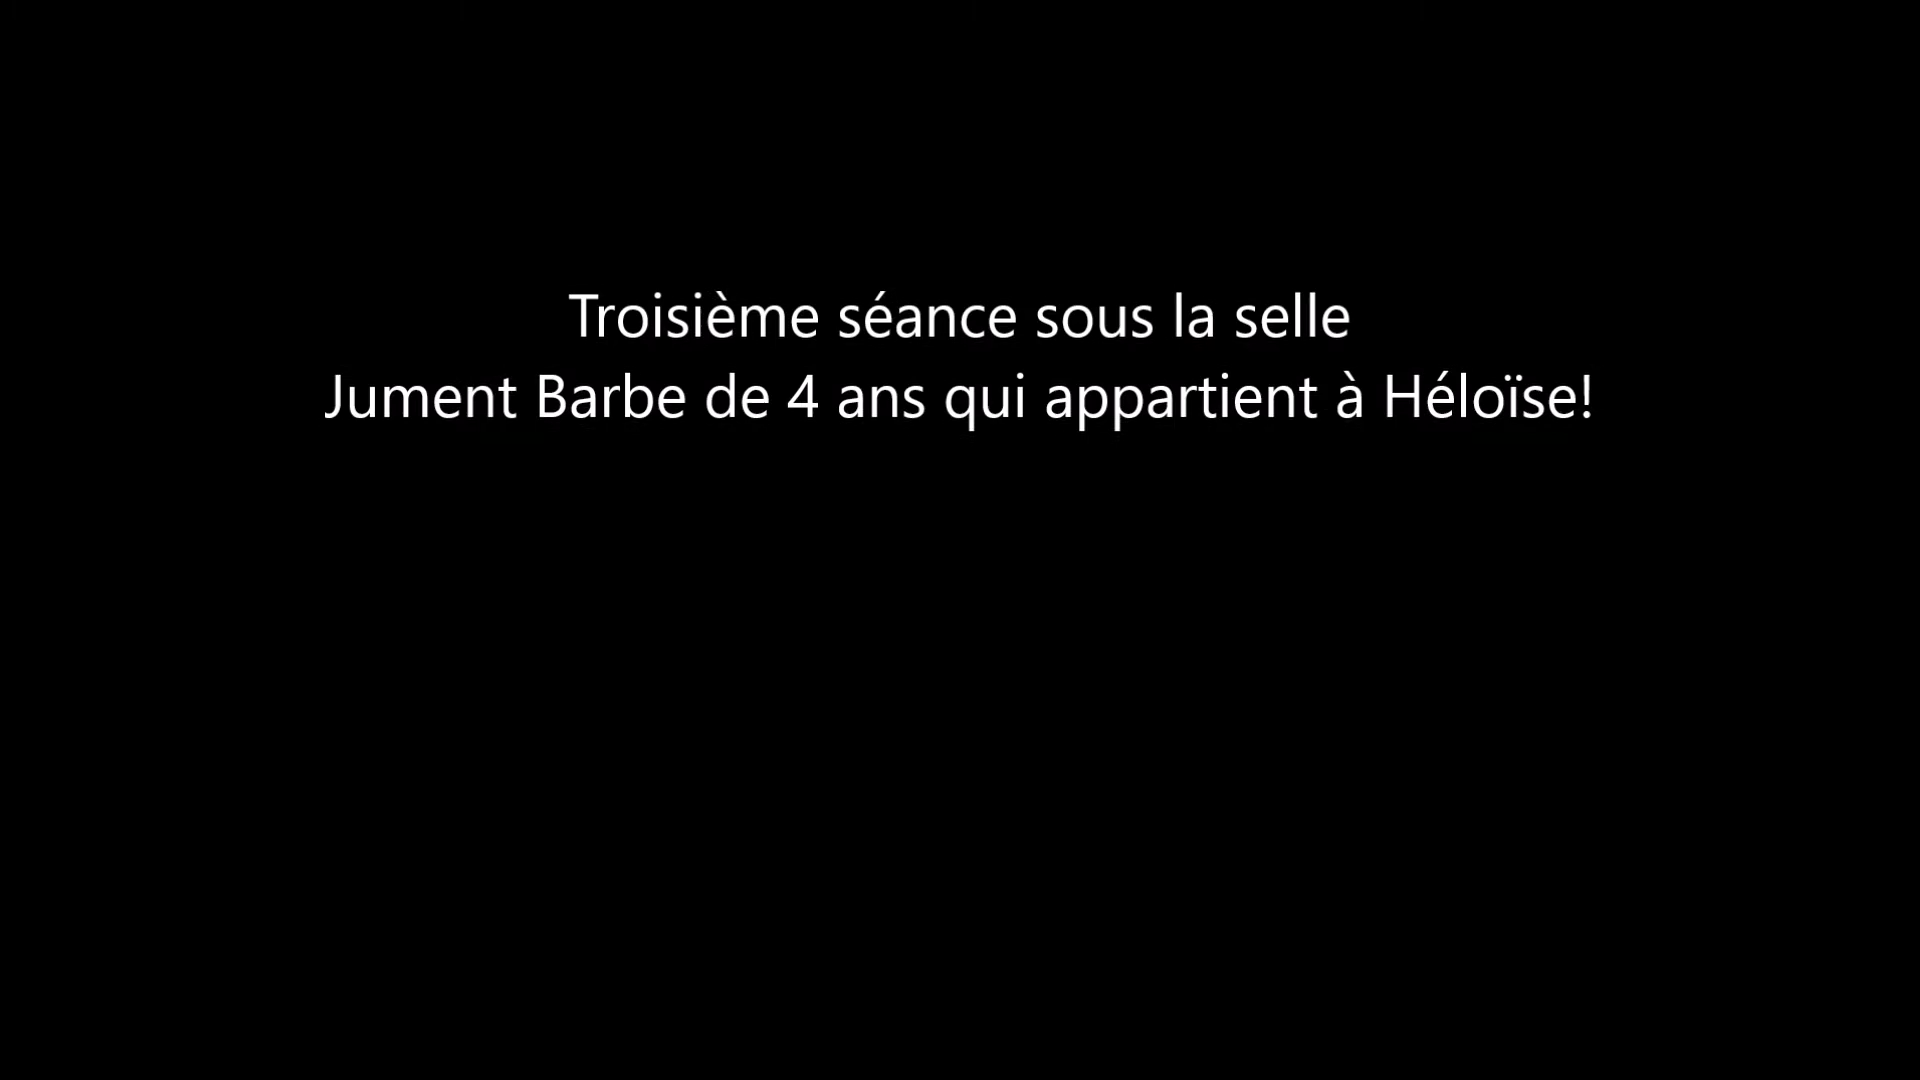 Troisième séance sous la selle
Jument Barbe de 4 ans qui appartient à Héloïse!